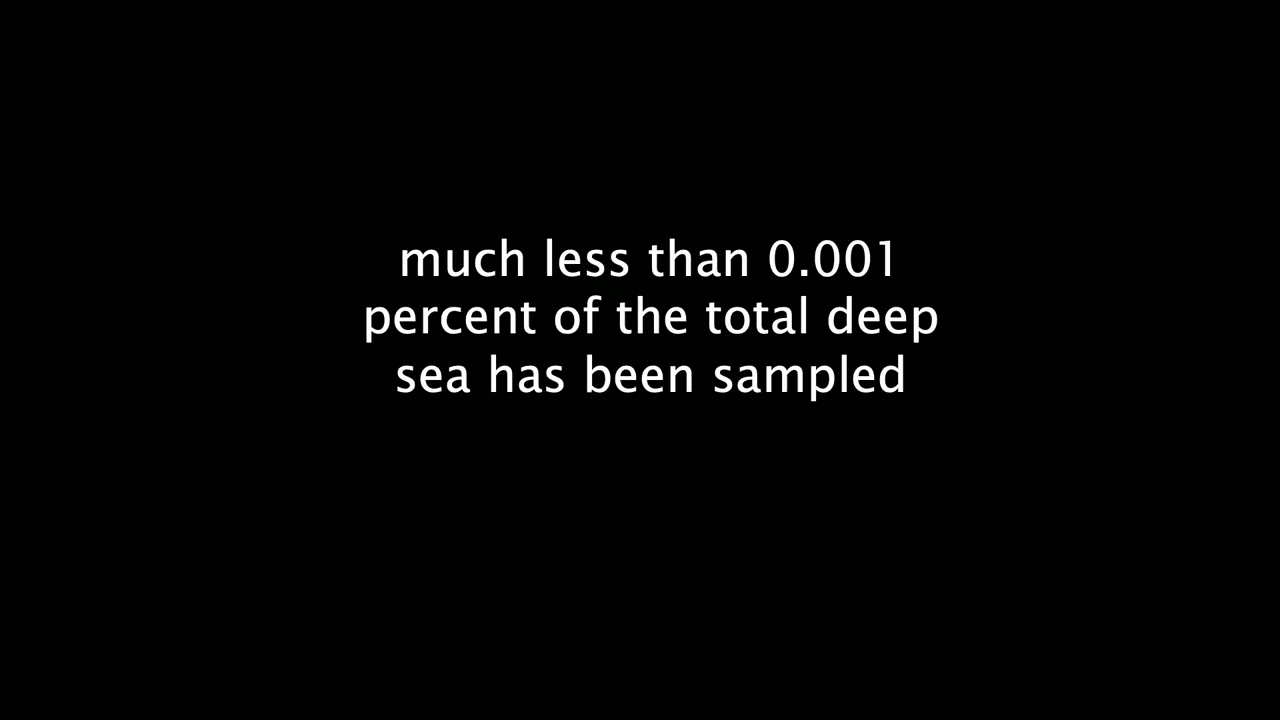 much less than 0.001
percent of the total deep
sea has been sampled